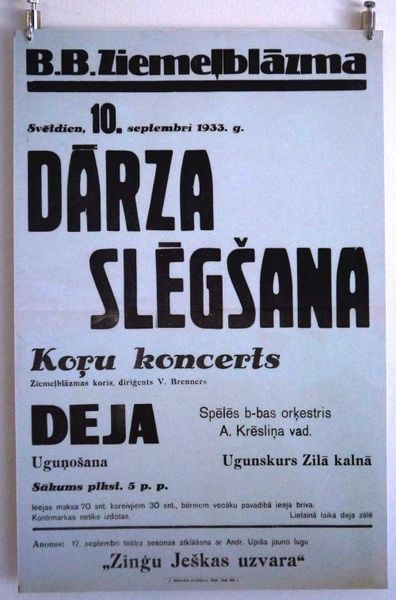 B.B.Ziemeļblāzma
Svētdien, 10. septembrī 1933. g.
DĀRZA
SLĒGŠANA
Koŗu koncerts
Ziemeļblāzmas koris, diriģents V. Brenners
DEJA
Spēlēs b-bas orķestris
A. Krēsliņa vad.
Uguņošana
Ugunskurs Zilā kalnā
Sākums plkst. 5 p. p.
Ieejas maksa 70 snt. kareivjiem 30 snt., bērniem vecāku pavadībā ieeja brīva.
Kontrmarkas netiks izdotas.
Lietainā laikā deja zālē
Anonss: 17. septembrī teātra sezonas atklāšana ar Andr. Upīša jauno lugu
„Ziņģu Ješkas uzvara“